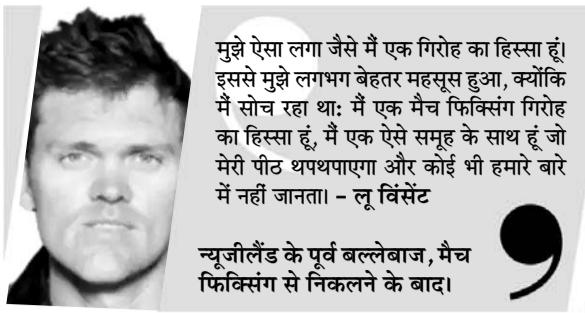 मुझे ऐसा लगा जैसे मैं एक गिरोह का हिस्सा हूं।
इससे मुझे लगभग बेहतर महसूस हुआ, क्योंकि
मैं सोच रहा था: मैं एक मैच फिक्सिंग गिरोह
का हिस्सा हूं, मैं एक ऐसे समूह के साथ हूं जो
मेरी पीठ थपथपाएगा और कोई भी हमारे बारे
में नहीं जानता। – लू विंसेंट
न्यूजीलैंड के पूर्व बल्लेबाज, मैच
फिक्सिंग से निकलने के बाद।